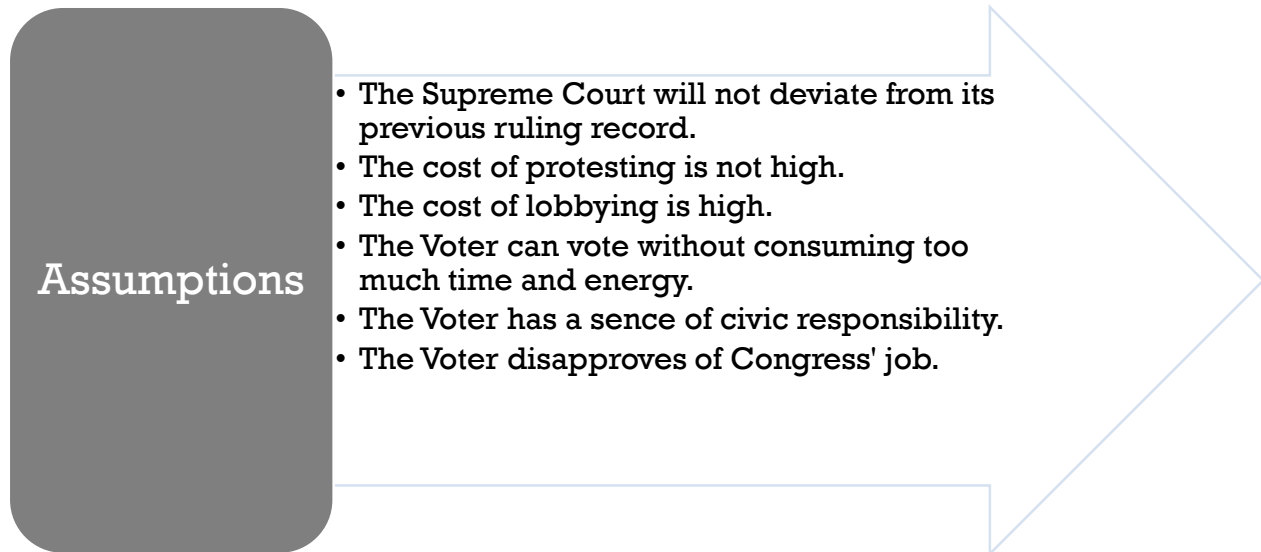 Assumptions
• The Supreme Court will not deviate from its
previous ruling record.
• The cost of protesting is not high.
• The cost of lobbying is high.
• The Voter can vote without consuming too
much time and energy.
• The Voter has a sence of civic responsibility.
• The Voter disapproves of Congress' job.